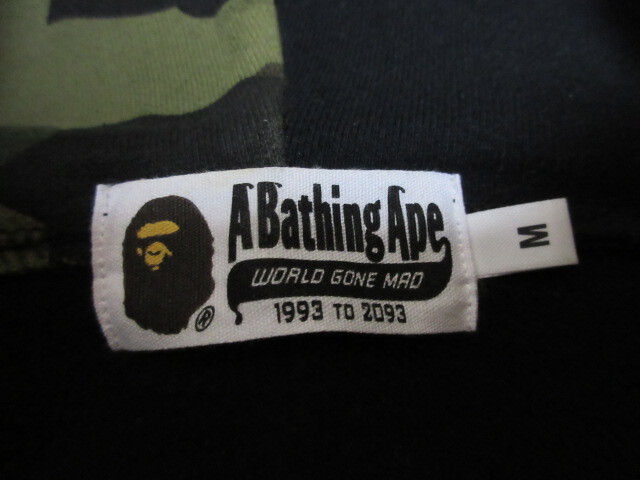 A Bathing Ape
WORLD GONE MAD
1993 TO 2093
®
M